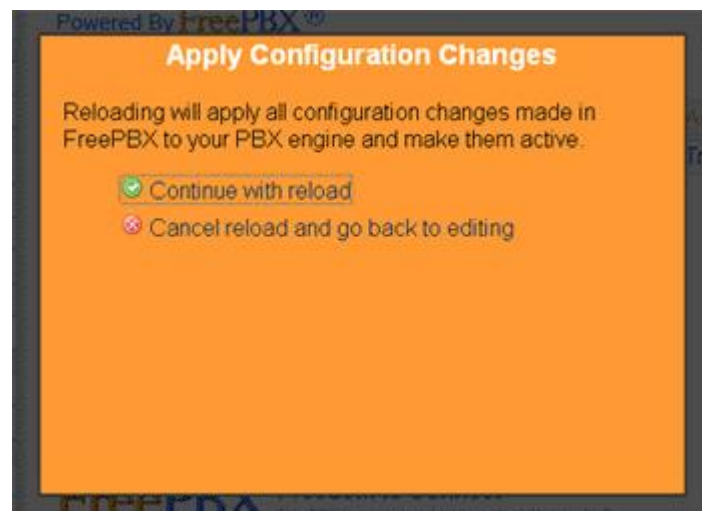 Powered By FreePBX ®
Apply Configuration Changes
Reloading will apply all configuration changes made in
FreePBX to your PBX engine and make them active.
Continue with reload
Cancel reload and go back to editing
FreePBX